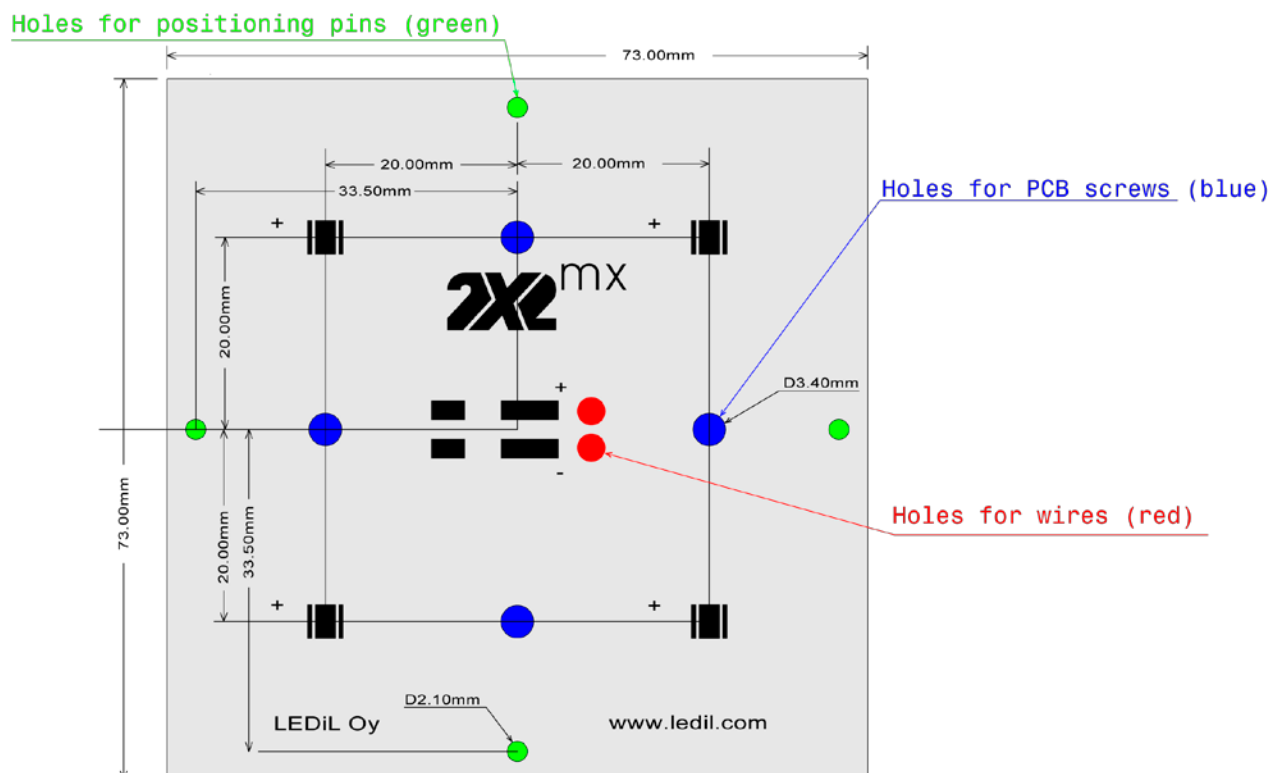 Holes for positioning pins (green)
73.00mm
20.00mm
20.00mm
33.50mm
Holes for PCB screws (blue)
+
+
2X2mx
20.00mm
D3.40mm
+
73.00mm
20.00mm
33.50mm
-
Holes for wires (red)
+
+
D2.10mm
LEDiL Oy
www.ledil.com